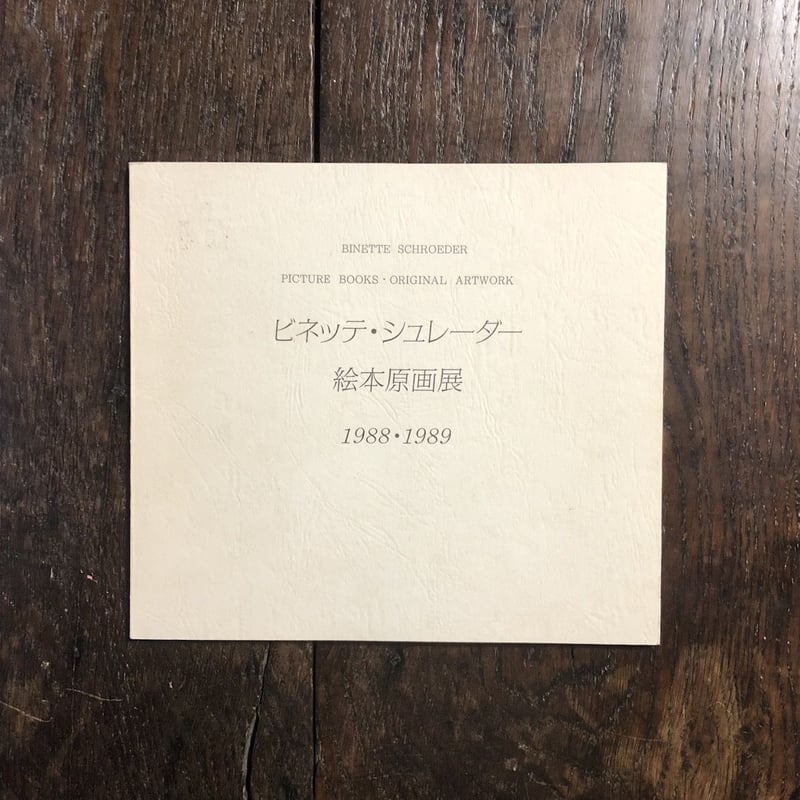 BINETTE SCHROEDER
PICTURE BOOKS・ORIGINAL ARTWORK
ビネッテ・シュレーダー
絵本原画展
1988・1989